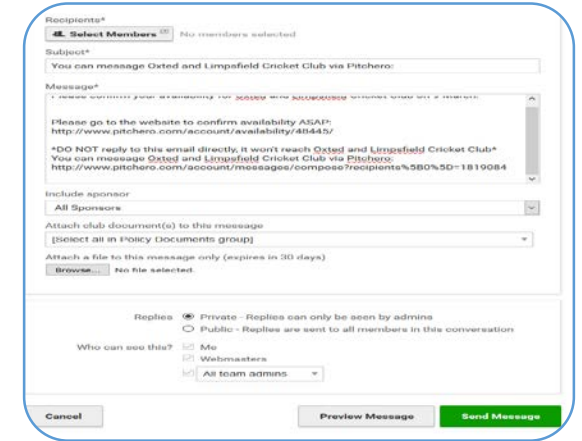 Recipients*
Select Members No members selected
Subject*
You can message Oxted and Limpsfield Cricket Club via Pitchero:
Message*
Please confirm your availability for Oxted and Limpsfield Cricket Club on 9 March.
Please go to the website to confirm availability ASAP:
http://www.pitchero.com/account/availability/48445/
*DO NOT reply to this email directly, it won't reach Oxted and Limpsfield Cricket Club*
You can message Oxted and Limpsfield Cricket Club via Pitchero:
http://www.pitchero.com/account/messages/compose?recipients%5B0%5D=1819084
Include sponsor
All Sponsors
Attach club document(s) to this message
[Select all in Policy Documents group]
Attach a file to this message only (expires in 30 days)
Browse... No file selected.
Replies Private - Replies can only be seen by admins
Public - Replies are sent to all members in this conversation
Who can see this? Me
Webmasters
All team admins
Cancel Preview Message Send Message